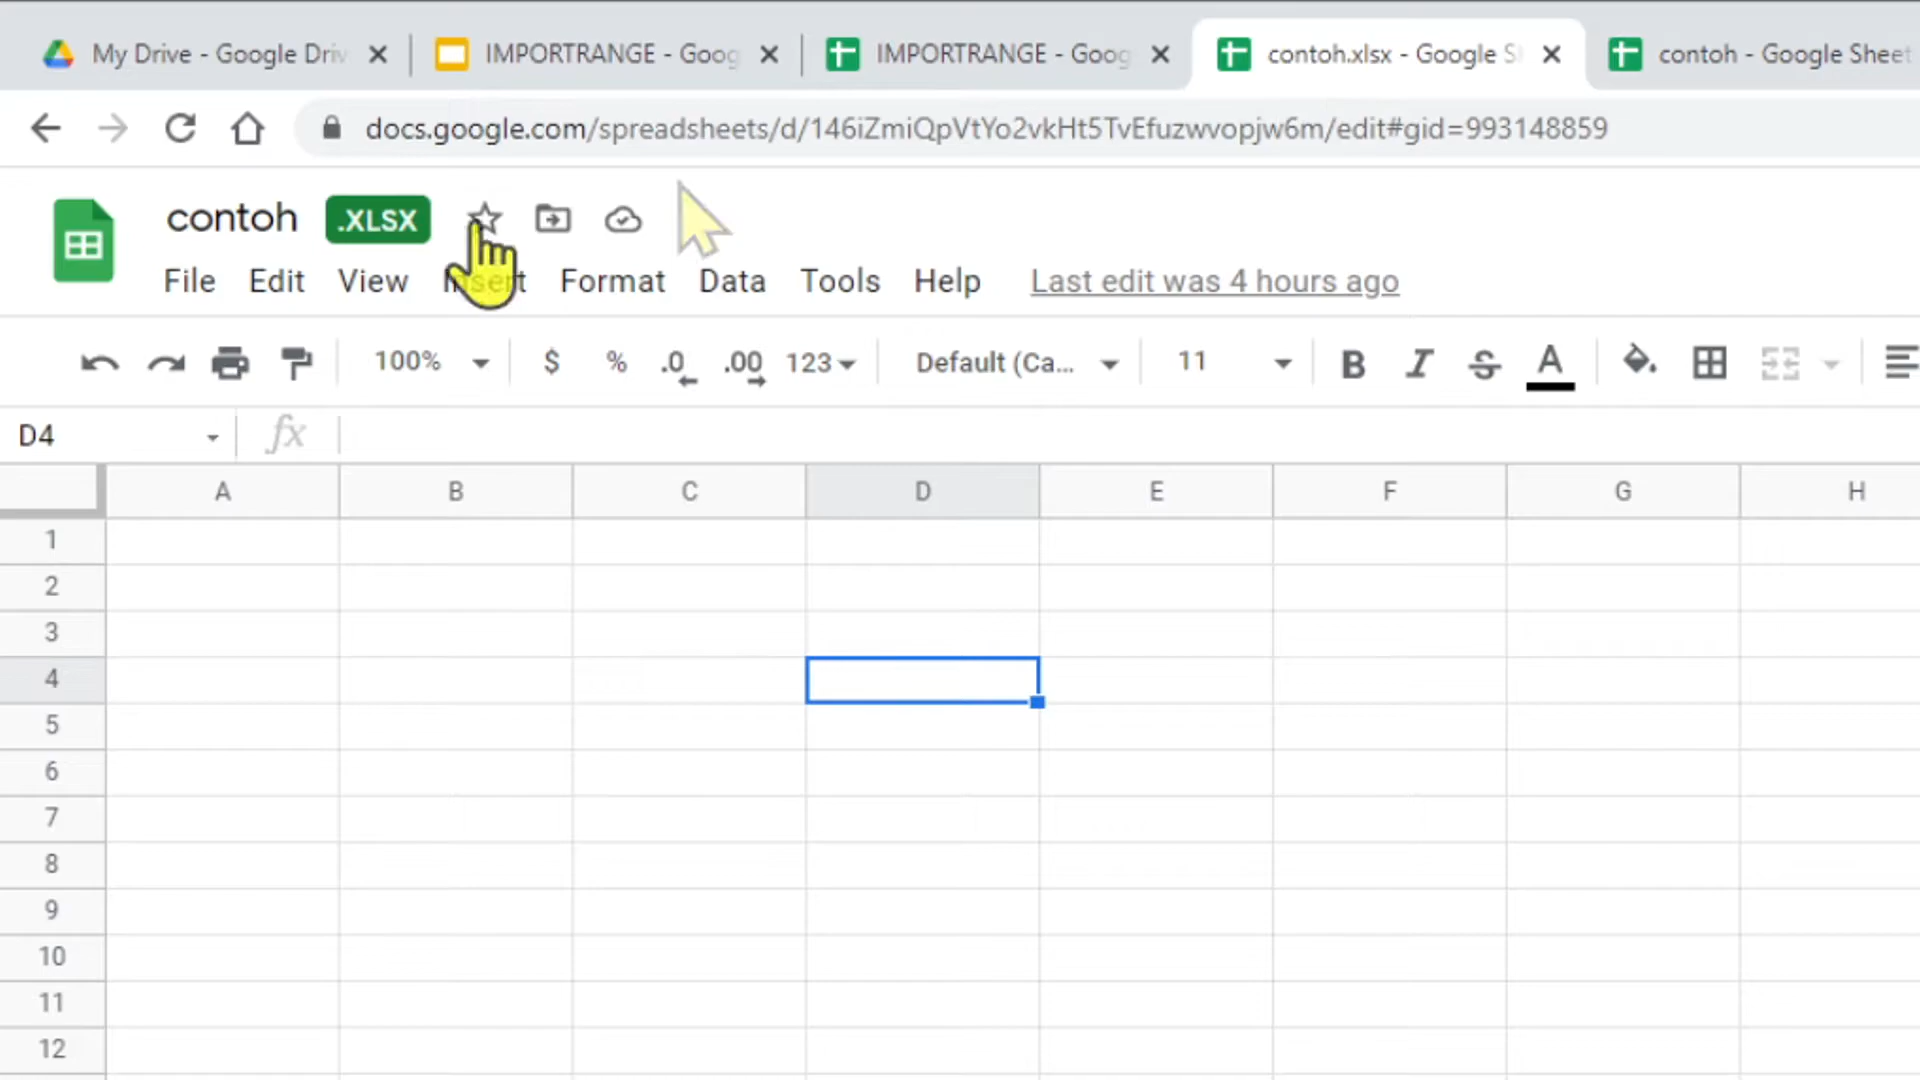 My Drive - Google Driv
IMPORTRANGE - Goog
IMPORTRANGE - Goog
contoh.xlsx - Google S
contoh - Google Sheet
docs.google.com/spreadsheets/d/146iZmiQpVtYo2vkHt5TvEfuzwvopjw6m/edit#gid=993148859
contoh .XLSX
File Edit View Insert Format Data Tools Help Last edit was 4 hours ago
100% $ % .0 .00 123 Default (Ca... 11 B I S A
D4 fx
A B C D E F G H
1
2
3
4
5
6
7
8
9
10
11
12